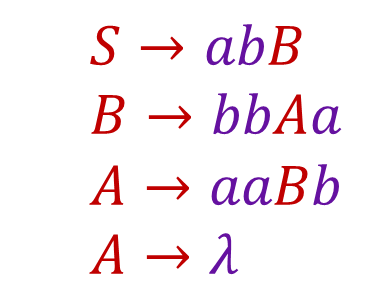 S → abB
B → bbAa
A → aaBb
A → λ